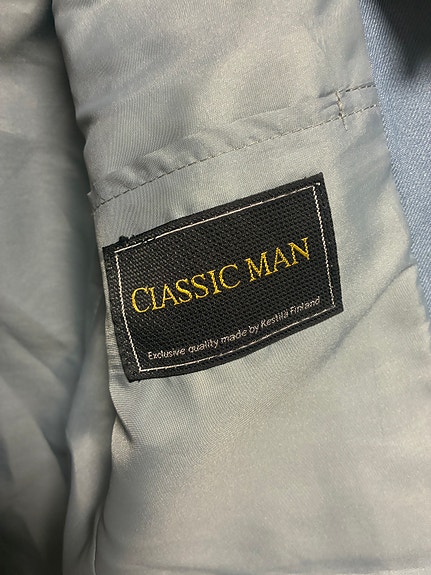 CLASSIC MAN
Exclusive quality made by Kestilä Finland